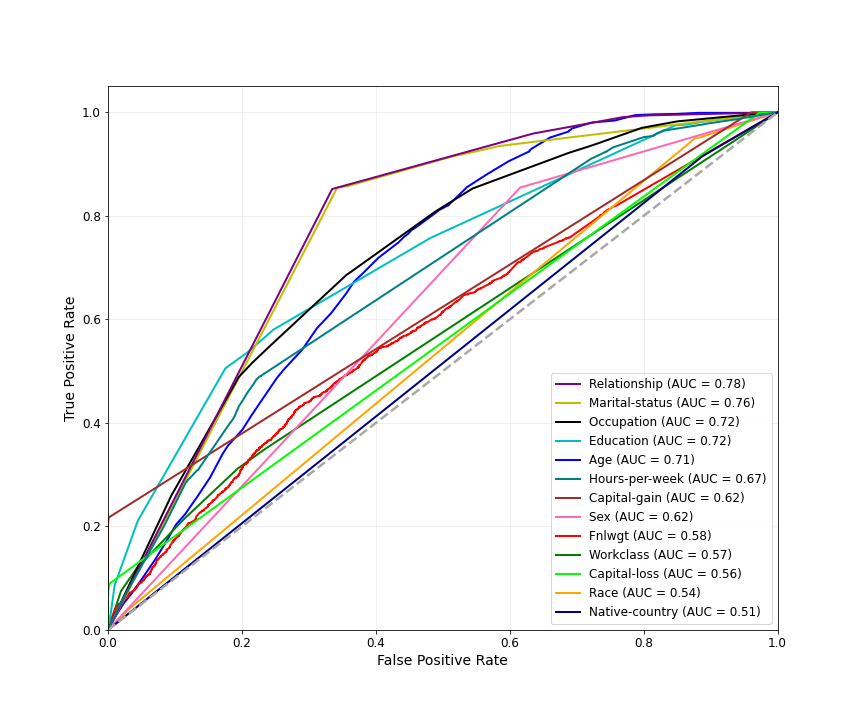 1.0
0.8
0.6
0.4
0.2
0.0
True Positive Rate
Relationship (AUC = 0.78)
Marital-status (AUC = 0.76)
Occupation (AUC = 0.72)
Education (AUC = 0.72)
Age (AUC = 0.71)
Hours-per-week (AUC = 0.67)
Capital-gain (AUC = 0.62)
Sex (AUC = 0.62)
Fnlwgt (AUC = 0.58)
Workclass (AUC = 0.57)
Capital-loss (AUC = 0.56)
Race (AUC = 0.54)
Native-country (AUC = 0.51)
0.0 0.2 0.4 0.6 0.8 1.0
False Positive Rate